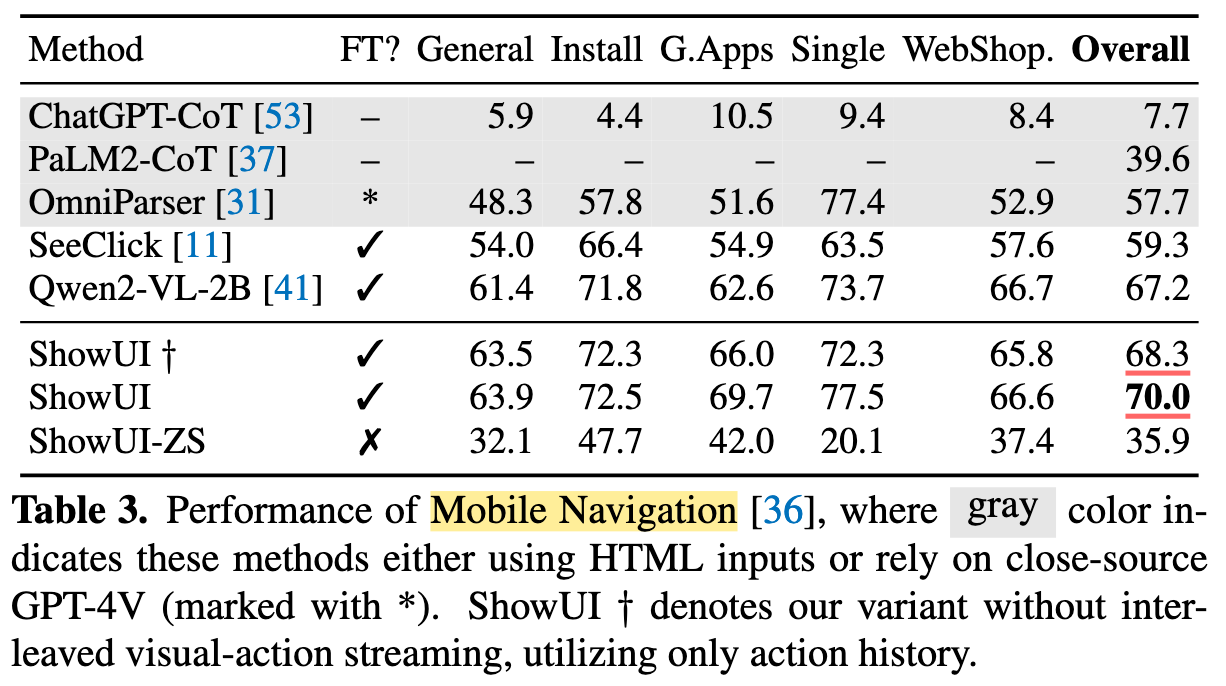 Method FT? General Install G.Apps Single WebShop. Overall
ChatGPT-CoT [53] – 5.9 4.4 10.5 9.4 8.4 7.7
PaLM2-CoT [37] – – – – – – 39.6
OmniParser [31] * 48.3 57.8 51.6 77.4 52.9 57.7
SeeClick [11] ✓ 54.0 66.4 54.9 63.5 57.6 59.3
Qwen2-VL-2B [41] ✓ 61.4 71.8 62.6 73.7 66.7 67.2
ShowUI † ✓ 63.5 72.3 66.0 72.3 65.8 68.3
ShowUI ✓ 63.9 72.5 69.7 77.5 66.6 70.0
ShowUI-ZS ✗ 32.1 47.7 42.0 20.1 37.4 35.9
Table 3. Performance of Mobile Navigation [36], where gray color in-
dicates these methods either using HTML inputs or rely on close-source
GPT-4V (marked with *). ShowUI † denotes our variant without inter-
leaved visual-action streaming, utilizing only action history.